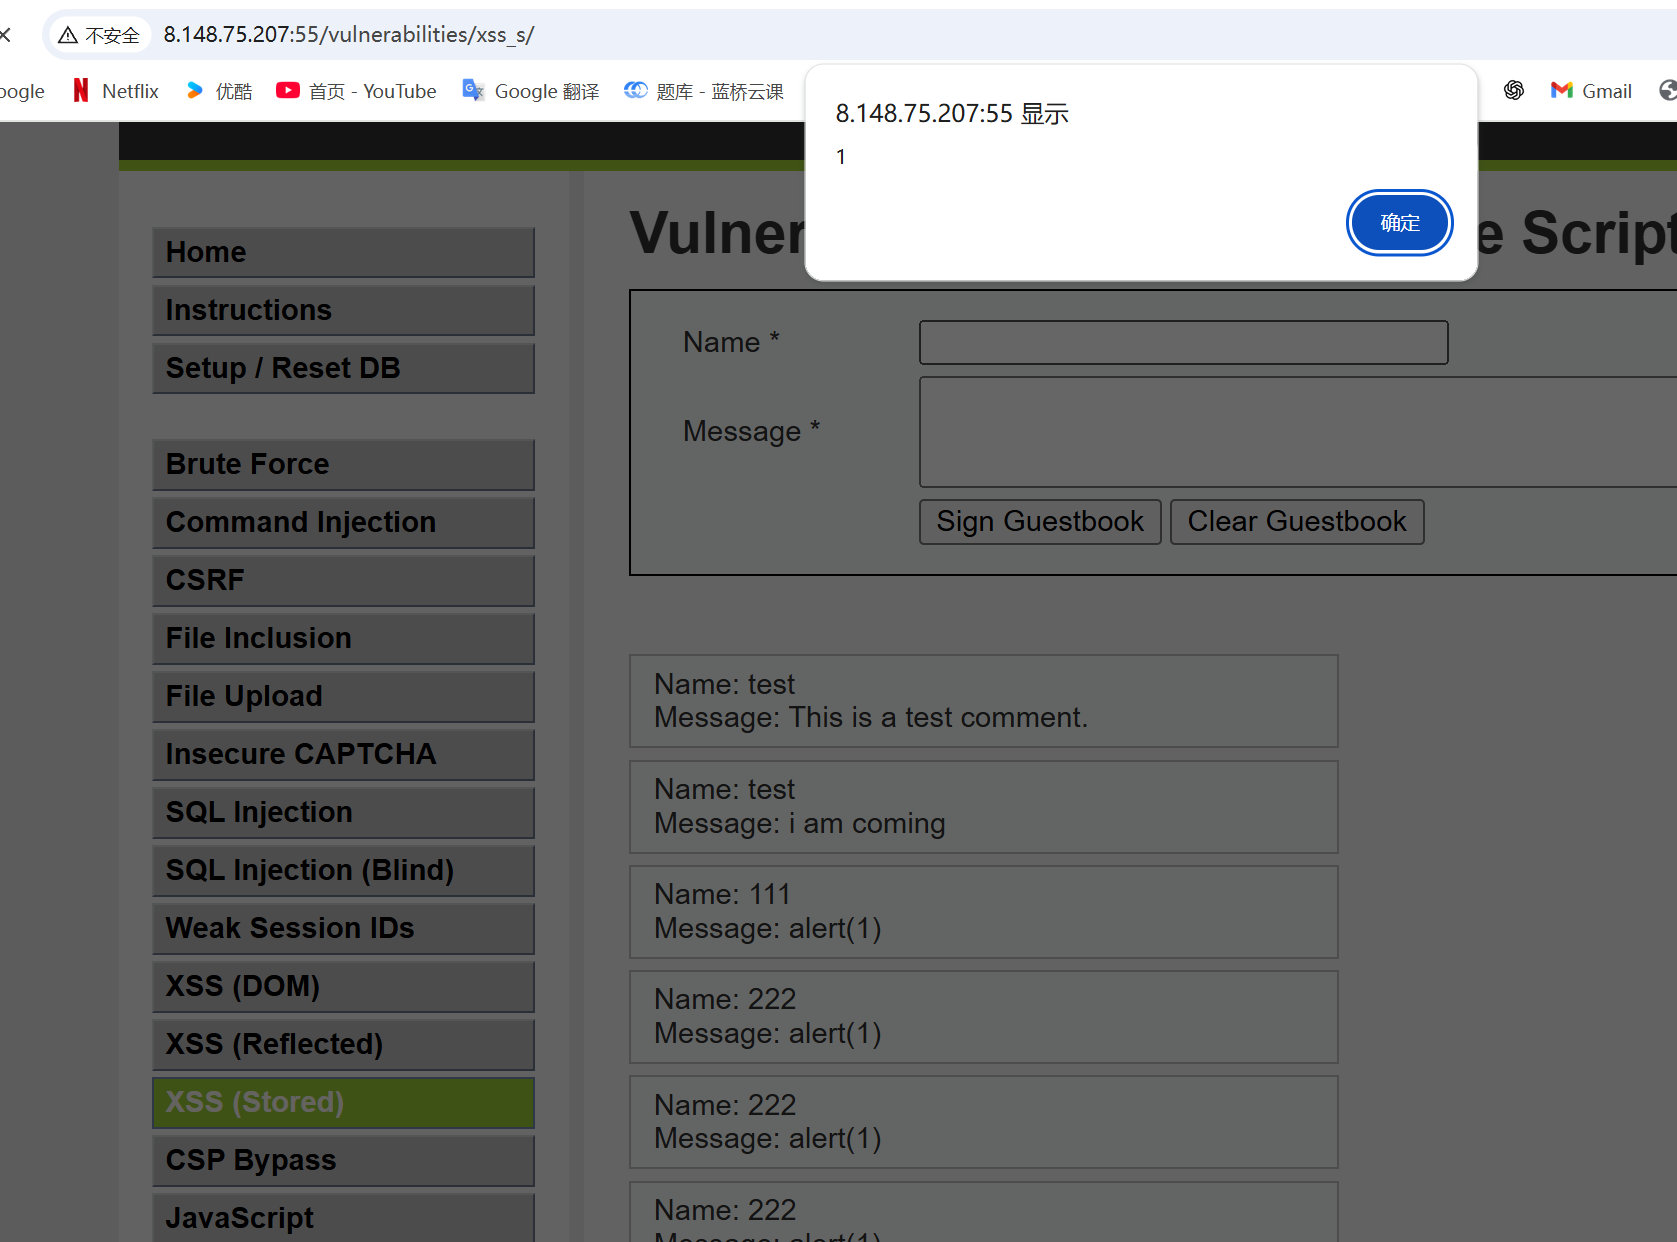 不安全 8.148.75.207:55/vulnerabilities/xss_s/
oogle Netflix 优酷 首页 - YouTube Google 翻译 题库 - 蓝桥云课 Gmail
8.148.75.207:55 显示
1
确定
Home
Instructions
Setup / Reset DB
Brute Force
Command Injection
CSRF
File Inclusion
File Upload
Insecure CAPTCHA
SQL Injection
SQL Injection (Blind)
Weak Session IDs
XSS (DOM)
XSS (Reflected)
XSS (Stored)
CSP Bypass
JavaScript
Vulner e Script
Name *
Message *
Sign Guestbook Clear Guestbook
Name: test
Message: This is a test comment.
Name: test
Message: i am coming
Name: 111
Message: alert(1)
Name: 222
Message: alert(1)
Name: 222
Message: alert(1)
Name: 222
Message: alert(1)